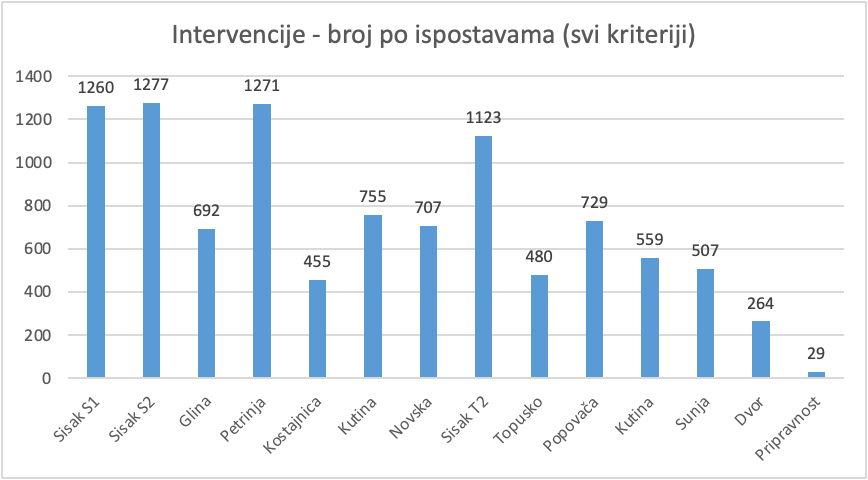 Intervencije - broj po ispostavama (svi kriteriji)
1400
1200
1000
800
600
400
200
0
1260
1277
692
1271
455
755
707
1123
480
729
559
507
264
29
Sisak S1
Sisak S2
Glina
Petrinja
Kostajnica
Kutina
Novska
Sisak T2
Topusko
Popovača
Kutina
Sunja
Dvor
Pripravnost